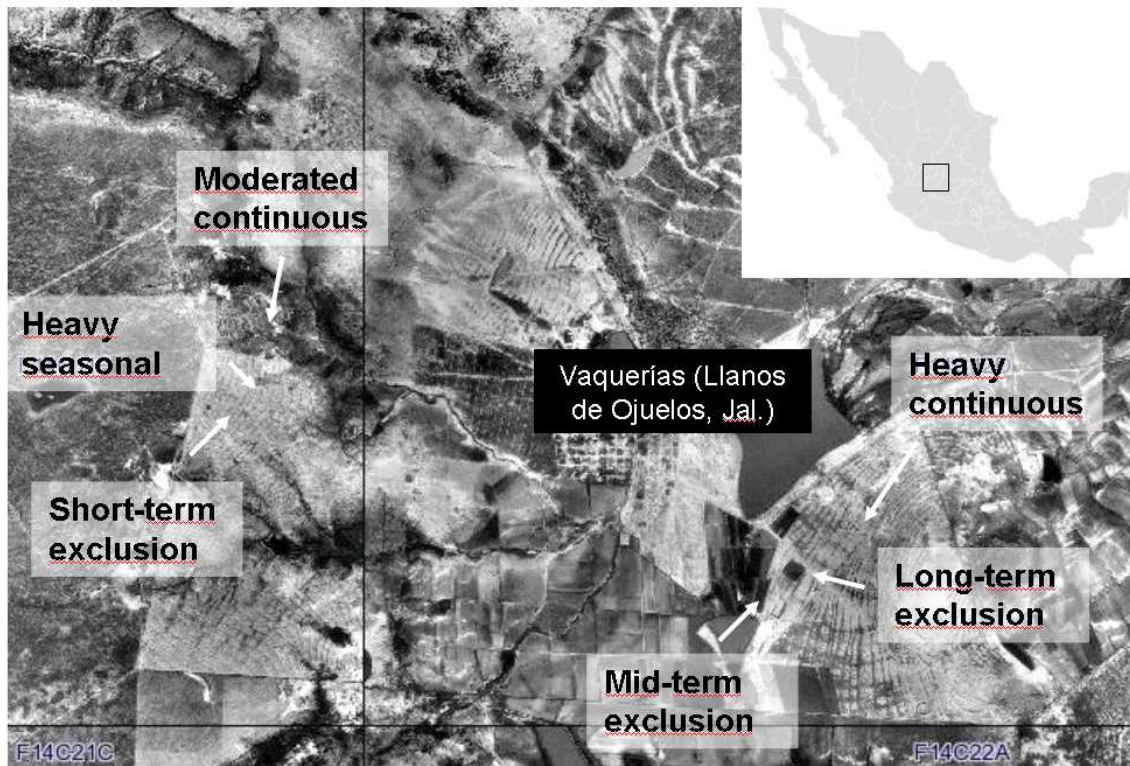 Moderated
continuous
Heavy
seasonal
Vaquerías (Llanos
de Ojuelos, Jal.)
Heavy
continuous
Short-term
exclusion
Long-term
exclusion
Mid-term
exclusion
F14C21C
F14C22A